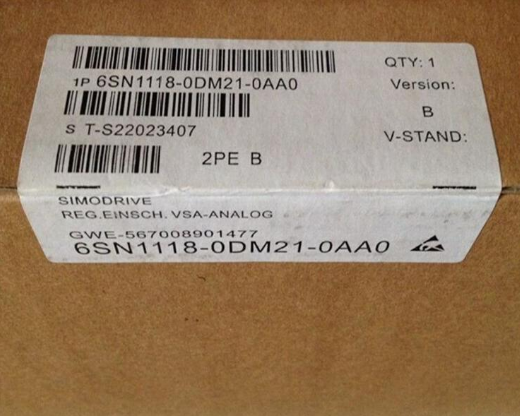 QTY: 1
1P 6SN1118-0DM21-0AA0
Version:
B
S T-S22023407
V-STAND:
2PE B
SIMODRIVE
REG.EINSCH. VSA-ANALOG
GWE-567008901477
6SN1118-0DM21-0AA0